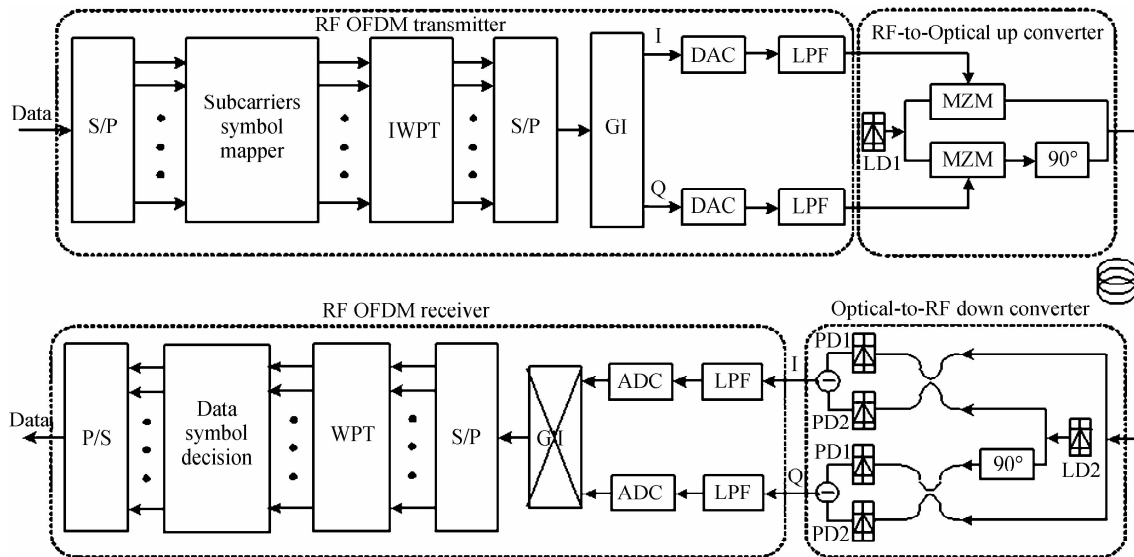 RF OFDM transmitter
RF-to-Optical up converter
Data
S/P
Subcarriers
symbol
mapper
IWPT
S/P
GI
I
DAC
LPF
Q
DAC
LPF
MZM
LD1
MZM
90°
RF OFDM receiver
Optical-to-RF down converter
Data
P/S
Data
symbol
decision
WPT
S/P
GI
ADC
LPF
I
ADC
LPF
Q
PD1
PD2
PD1
PD2
90°
LD2